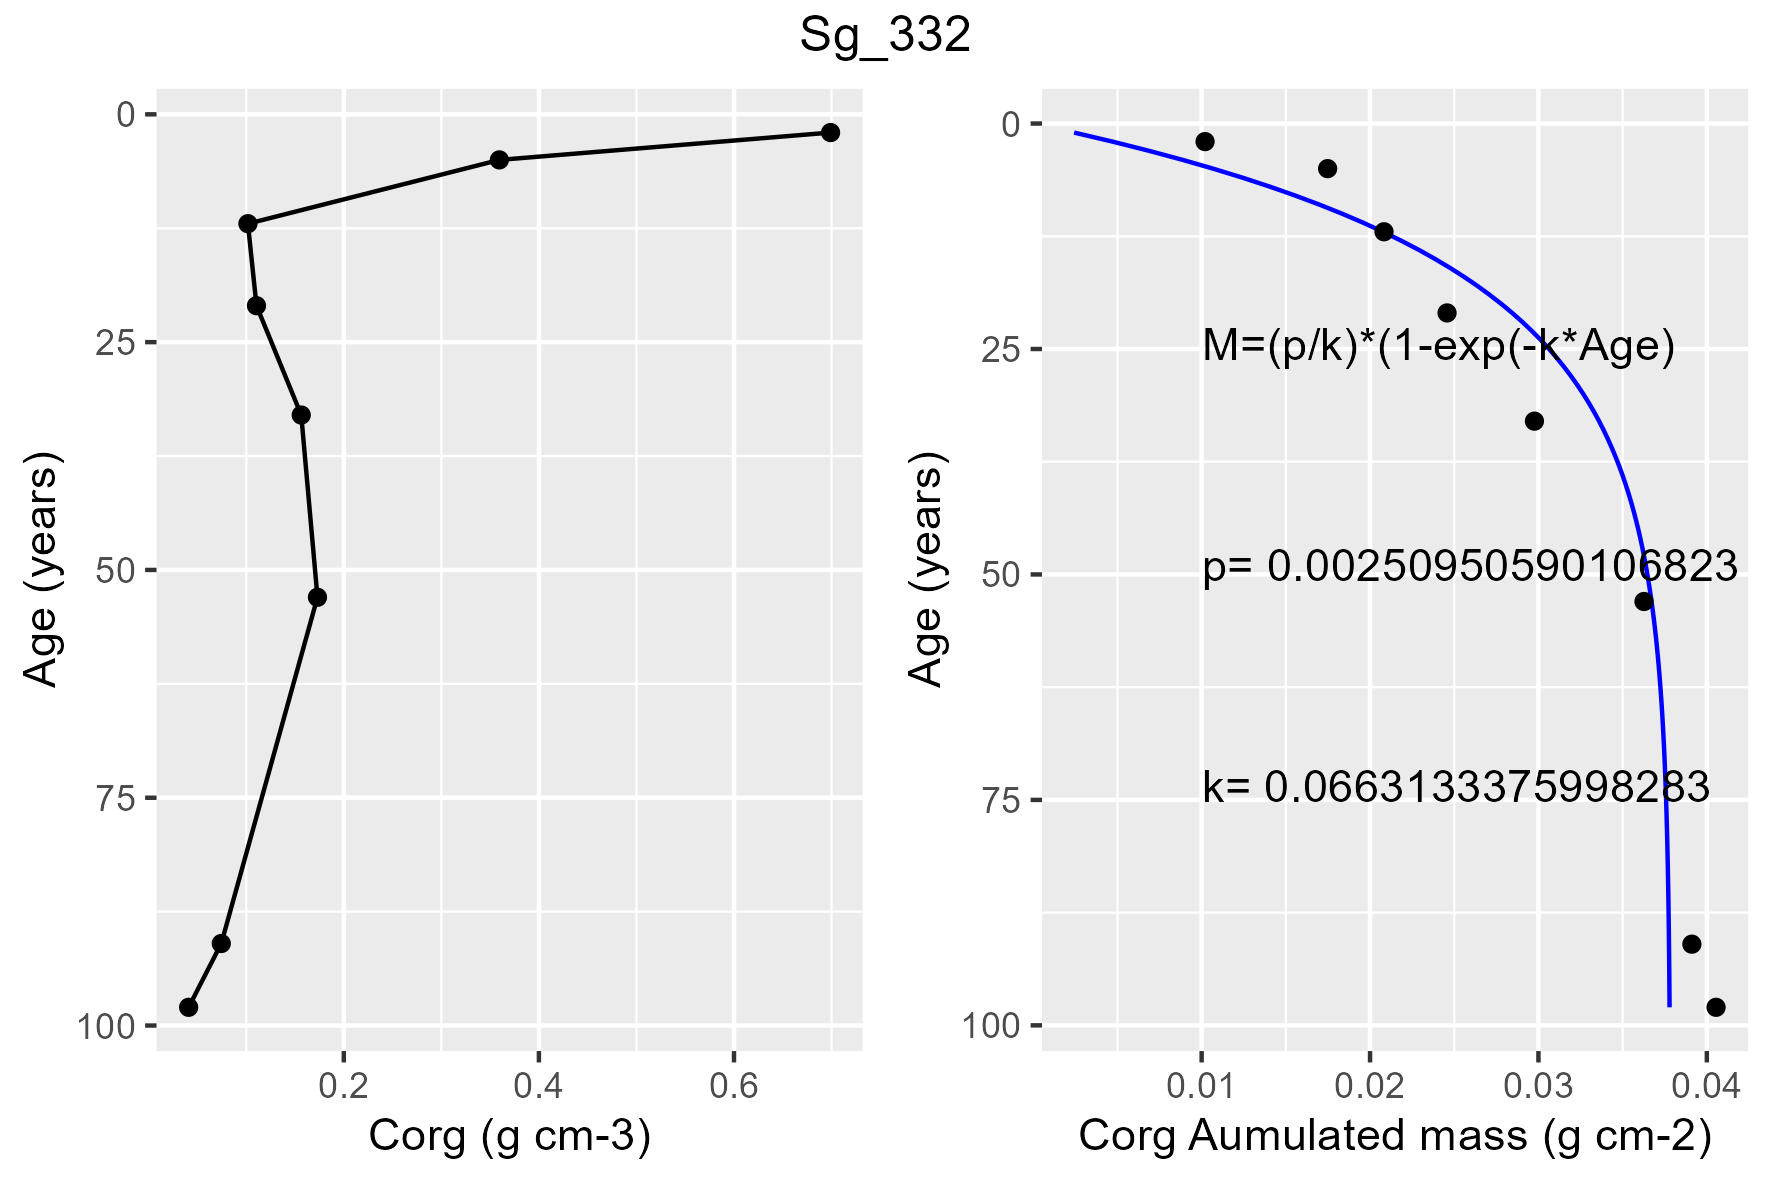 Sg_332
0
25
50
75
100
Age (years)
0.2
0.4
0.6
Corg (g cm-3)
0
25
50
75
100
Age (years)
M=(p/k)*(1-exp(-k*Age)
p= 0.00250950590106823
k= 0.0663133375998283
0.01
0.02
0.03
0.04
Corg Aumulated mass (g cm-2)